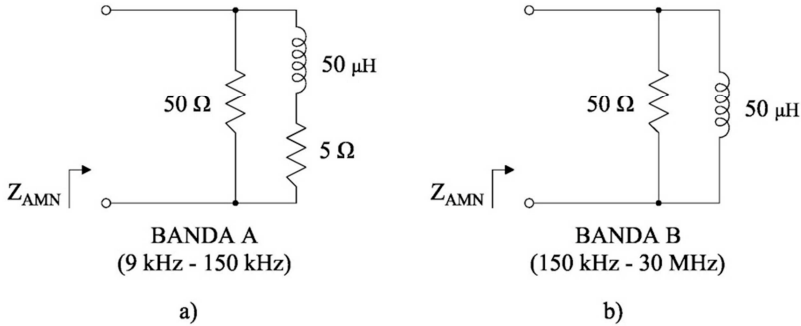 50 Ω
50 μH
5 Ω
Z_AMN
BANDA A
(9 kHz - 150 kHz)
a)
50 Ω
50 μH
Z_AMN
BANDA B
(150 kHz - 30 MHz)
b)